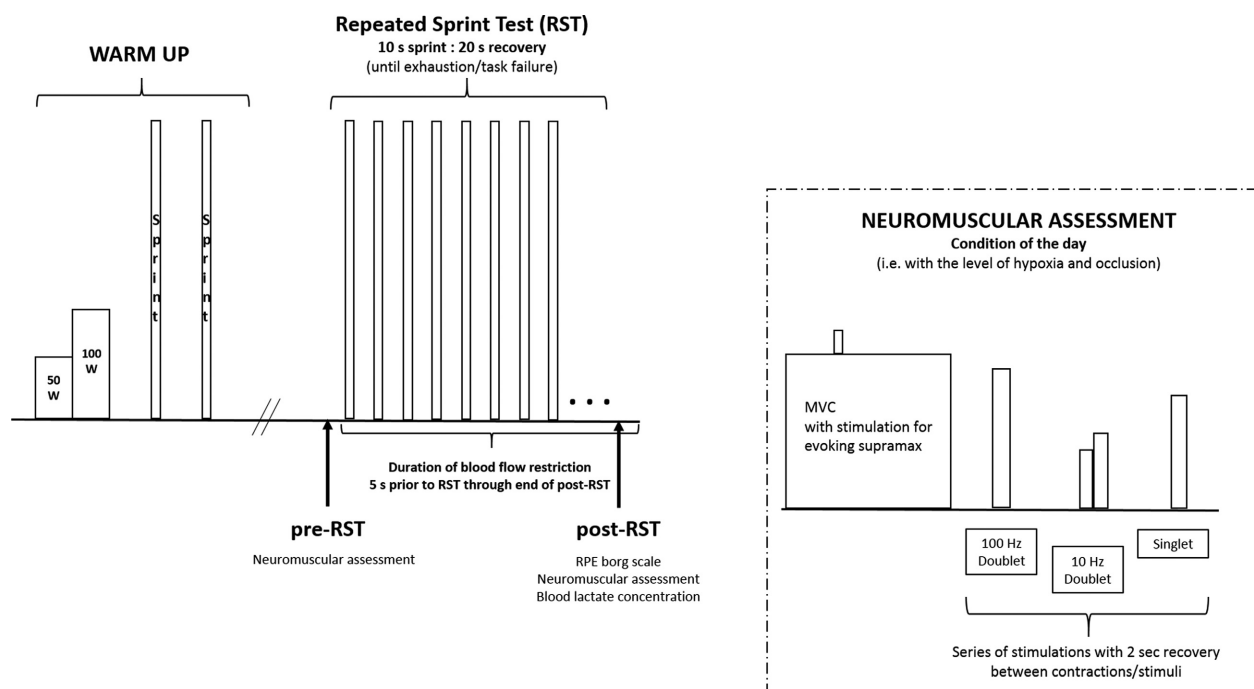 WARM UP
50
W
100
W
Sprint
Sprint
Repeated Sprint Test (RST)
10 s sprint : 20 s recovery
(until exhaustion/task failure)
• • •
Duration of blood flow restriction
5 s prior to RST through end of post-RST
pre-RST
Neuromuscular assessment
post-RST
RPE borg scale
Neuromuscular assessment
Blood lactate concentration
NEUROMUSCULAR ASSESSMENT
Condition of the day
(i.e. with the level of hypoxia and occlusion)
MVC
with stimulation for
evoking supramax
100 Hz
Doublet
10 Hz
Doublet
Singlet
Series of stimulations with 2 sec recovery
between contractions/stimuli